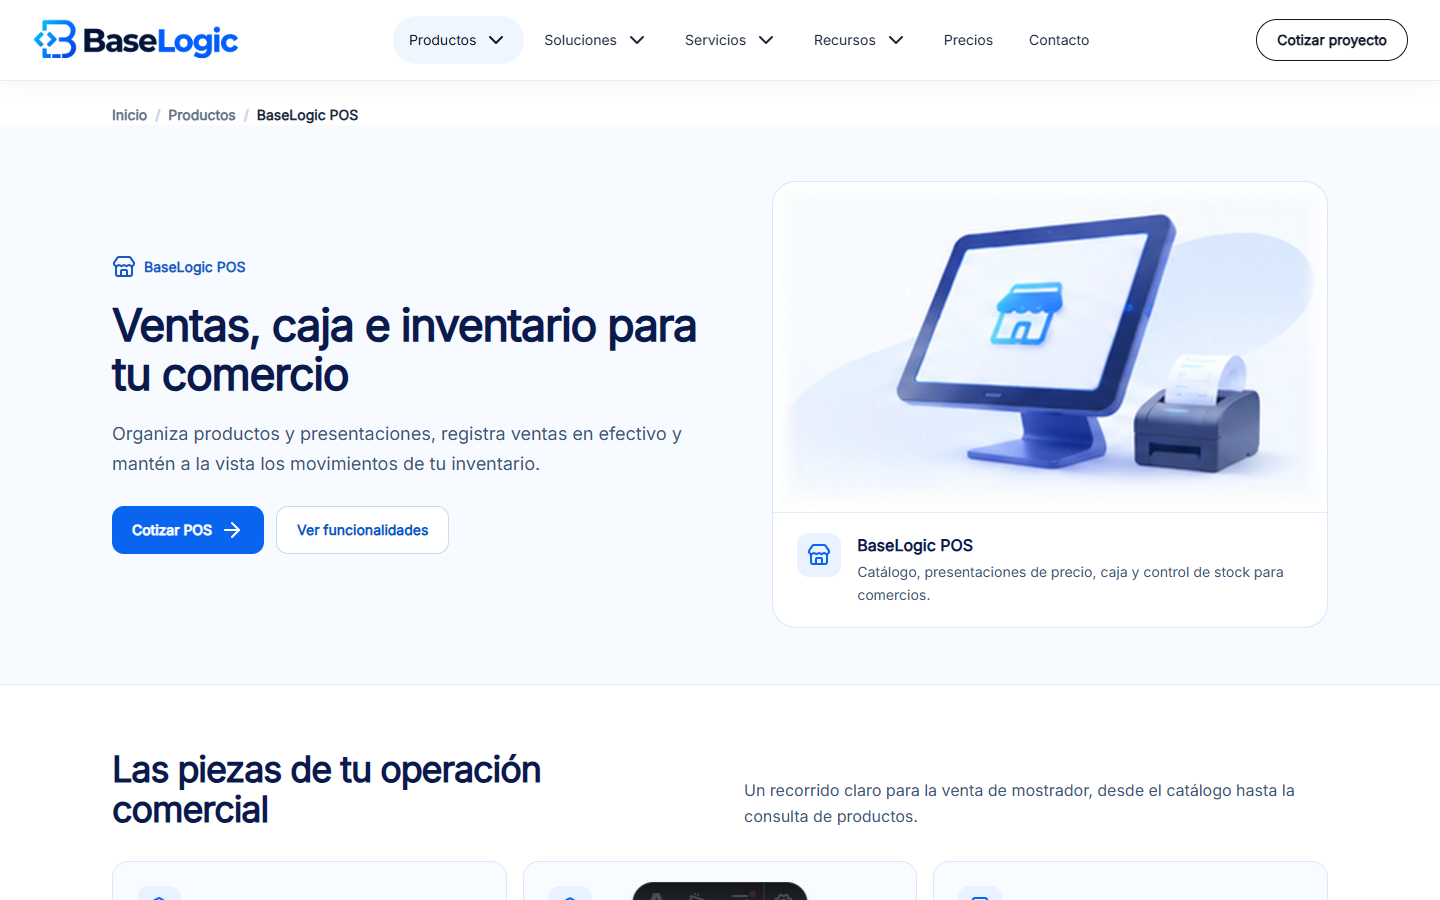 BaseLogic
Productos
Soluciones
Servicios
Recursos
Precios
Contacto
Cotizar proyecto
Inicio / Productos / BaseLogic POS
BaseLogic POS
Ventas, caja e inventario para
tu comercio
Organiza productos y presentaciones, registra ventas en efectivo y
mantén a la vista los movimientos de tu inventario.
Cotizar POS
Ver funcionalidades
BaseLogic POS
Catálogo, presentaciones de precio, caja y control de stock para
comercios.
Las piezas de tu operación
comercial
Un recorrido claro para la venta de mostrador, desde el catálogo hasta la
consulta de productos.